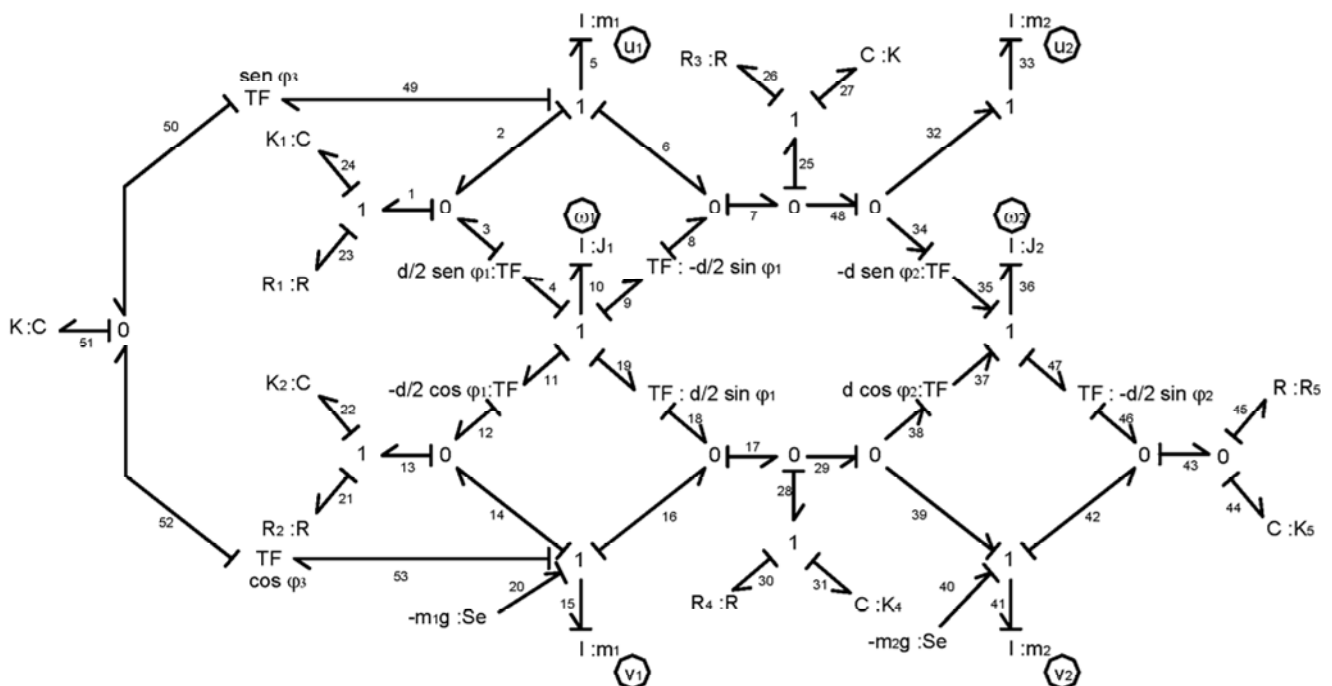 I :m₁
u₁
I :m₂
u₂
5
33
R₃ :R
26
C :K
27
sen φ₃
TF
49
1
1
1
50
K₁ :C
2
6
32
24
25
1
1
0
0
7
0
48
0
3
ω₁
I :J₁
8
34
ω₂
I :J₂
23
R₁ :R
d/2 sen φ₁:TF
4
10
9
TF : -d/2 sin φ₁
-d sen φ₂:TF
35
36
K :C
51
0
1
1
K₂ :C
-d/2 cos φ₁:TF
11
19
TF : d/2 sin φ₁
d cos φ₂:TF
37
47
TF : -d/2 sin φ₂
R :R₅
22
12
18
38
46
45
1
13
0
0
17
0
29
0
0
43
0
21
28
44
52
R₂ :R
14
16
39
42
C :K₅
TF
cos φ₃
53
1
1
1
20
15
30
31
40
41
-m₁g :Se
R₄ :R
C :K₄
-m₂g :Se
I :m₁
v₁
I :m₂
v₂